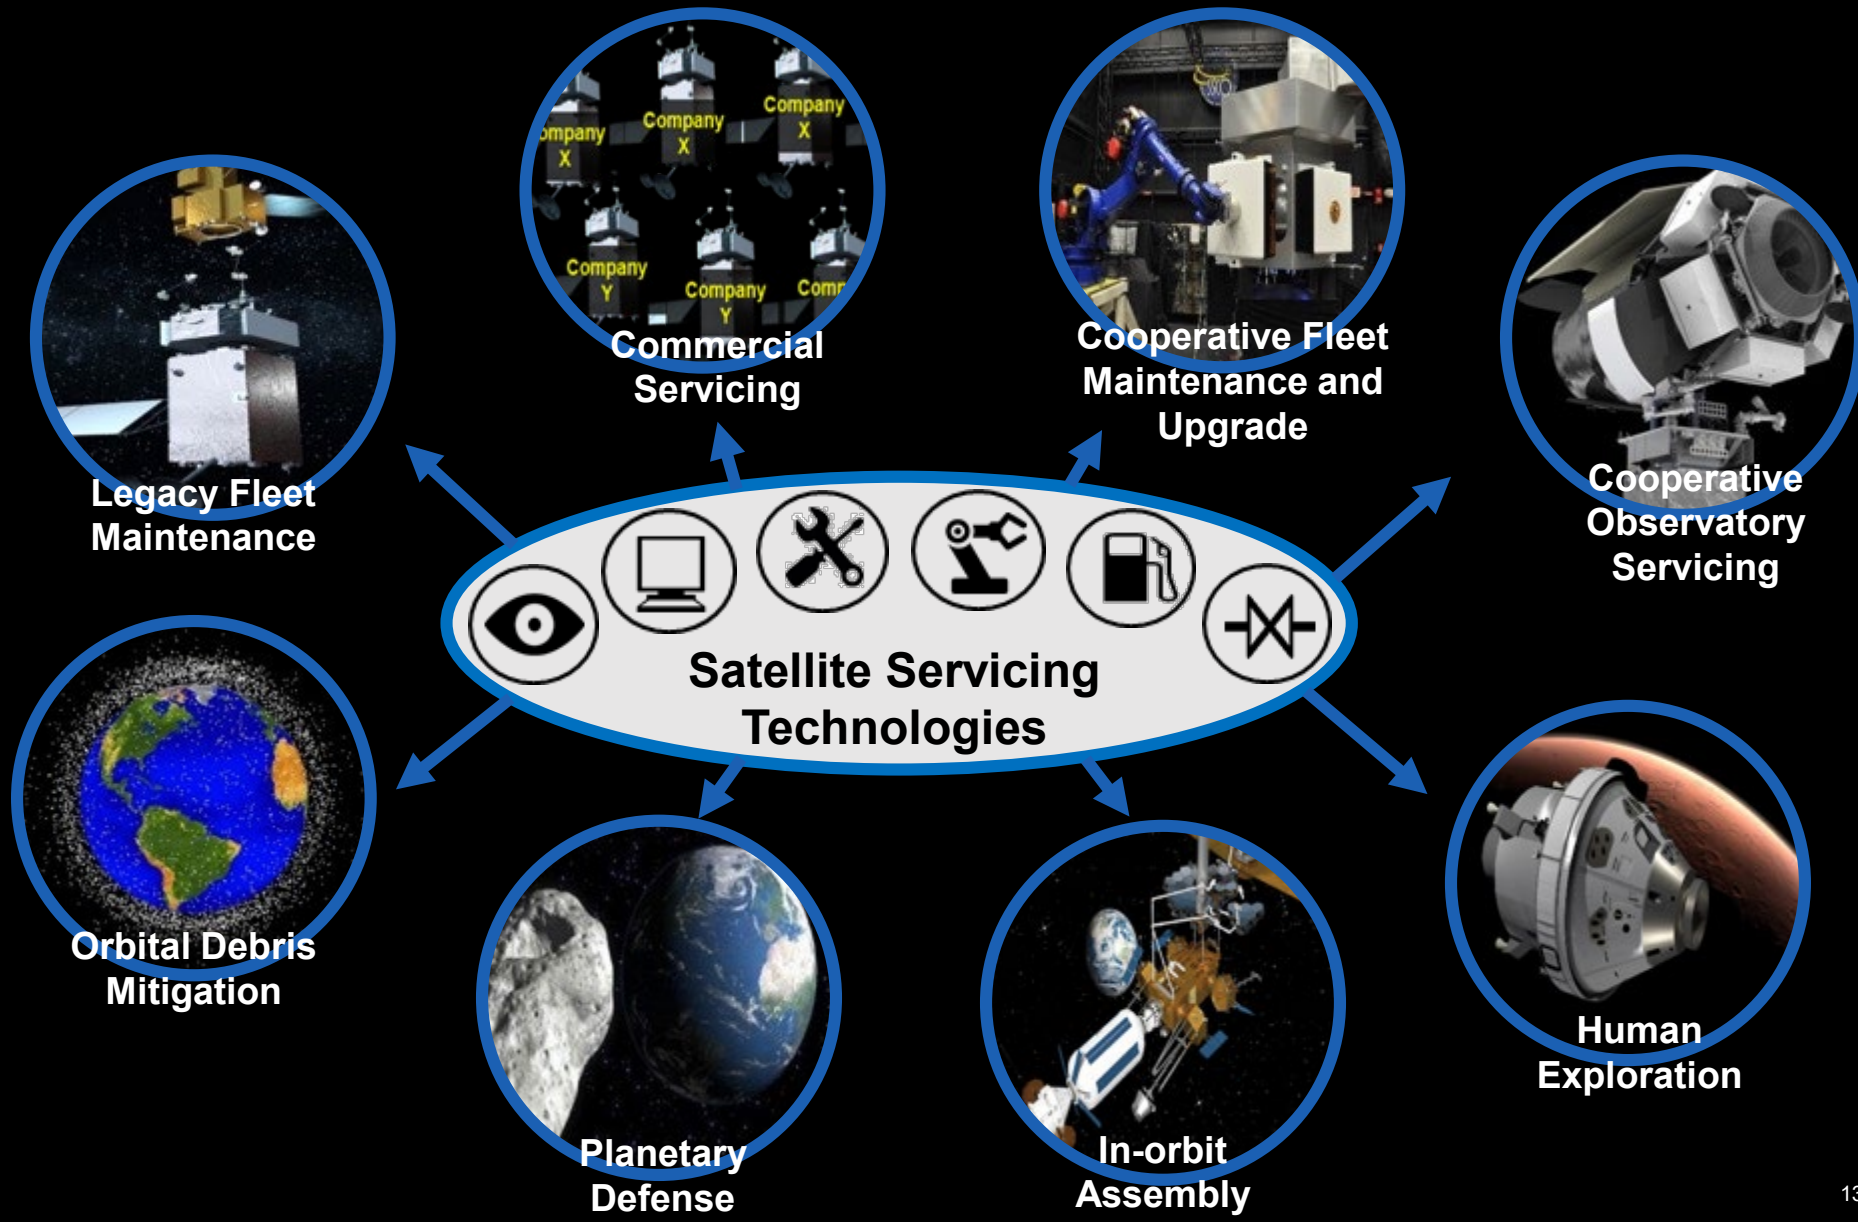 Company
X
Company
X
Company
Y
Company
Y
Legacy Fleet
Maintenance
Commercial
Servicing
Cooperative Fleet
Maintenance and
Upgrade
Cooperative
Observatory
Servicing
Satellite Servicing
Technologies
Orbital Debris
Mitigation
Planetary
Defense
In-orbit
Assembly
Human
Exploration